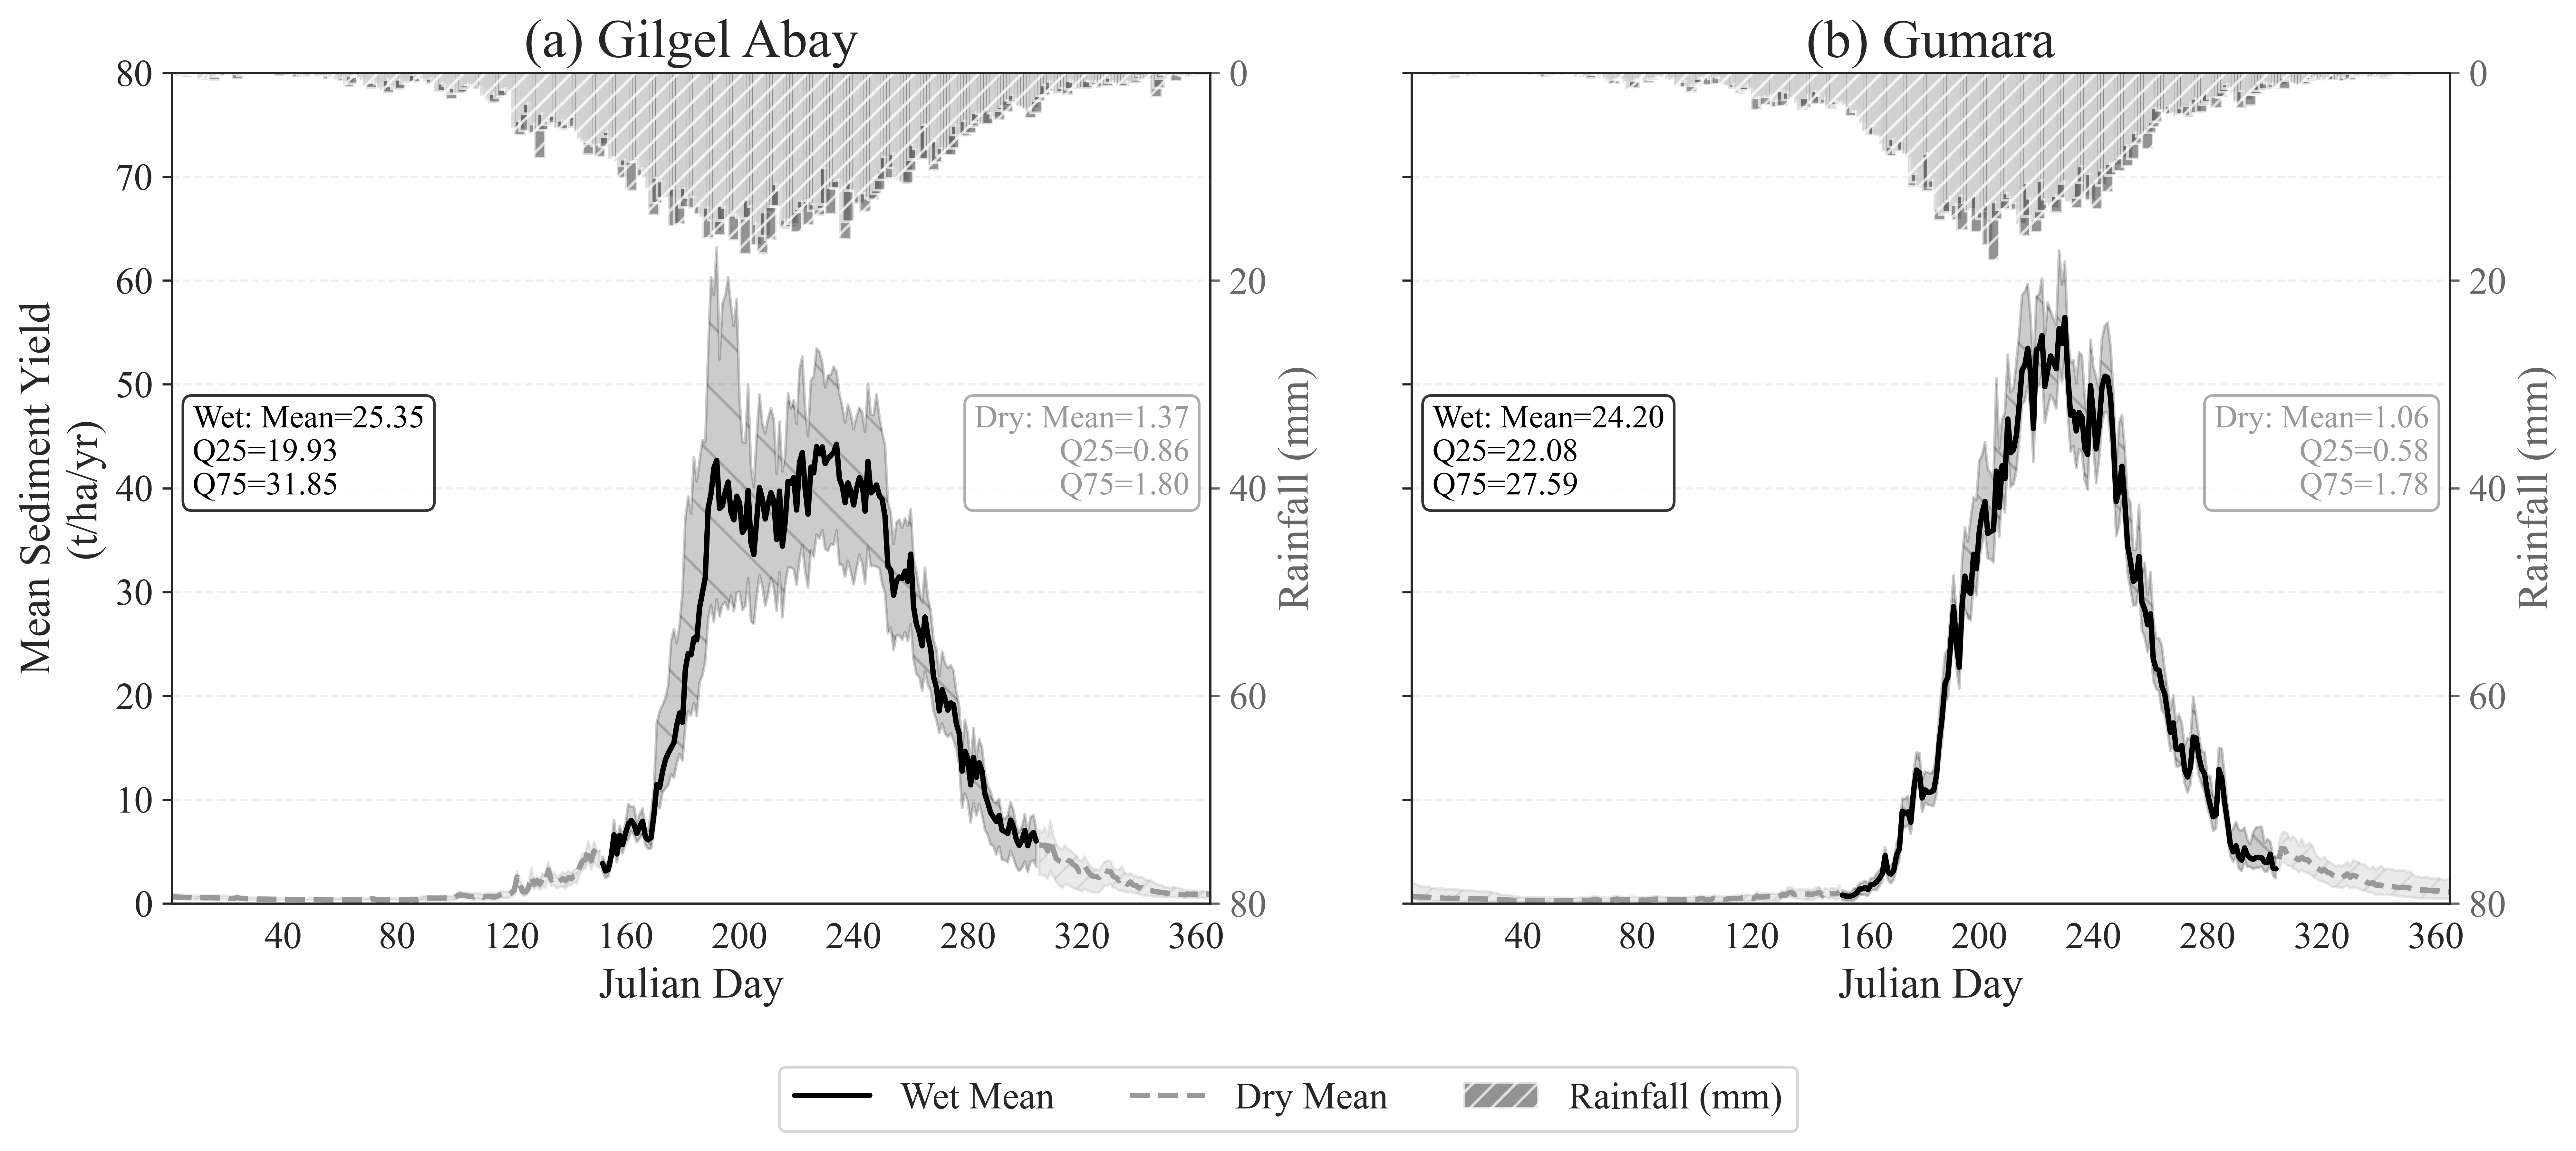 (a) Gilgel Abay
80
70
60
50
40
30
20
10
0
Mean Sediment Yield
(t/ha/yr)
Wet: Mean=25.35
Q25=19.93
Q75=31.85
Dry: Mean=1.37
Q25=0.86
Q75=1.80
0
20
40
60
80
Rainfall (mm)
40 80 120 160 200 240 280 320 360
Julian Day
(b) Gumara
Wet: Mean=24.20
Q25=22.08
Q75=27.59
Dry: Mean=1.06
Q25=0.58
Q75=1.78
0
20
40
60
80
Rainfall (mm)
40 80 120 160 200 240 280 320 360
Julian Day
Wet Mean Dry Mean Rainfall (mm)